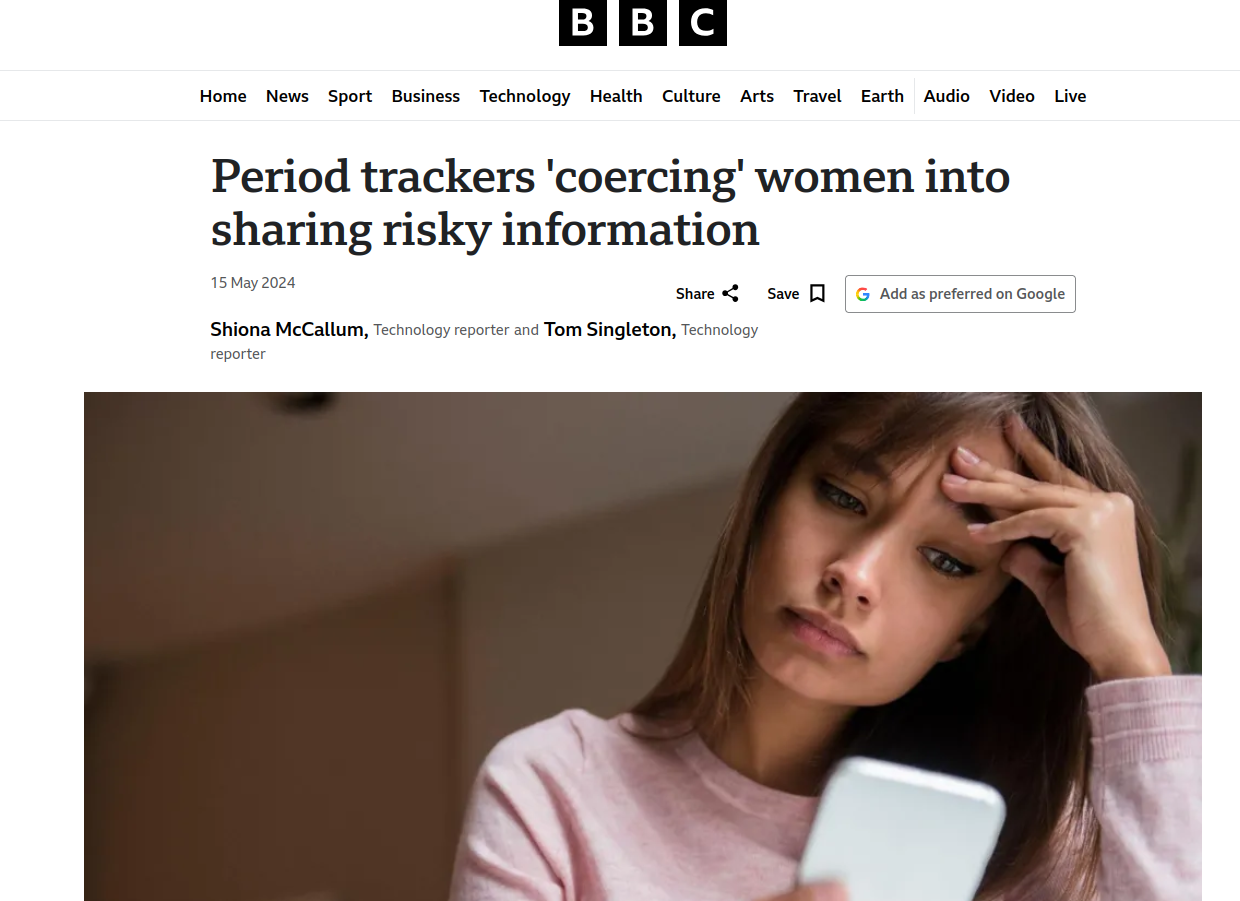 BBC
Home News Sport Business Technology Health Culture Arts Travel Earth Audio Video Live
Period trackers 'coercing' women into
sharing risky information
15 May 2024
Share Save Add as preferred on Google
Shiona McCallum, Technology reporter and Tom Singleton, Technology
reporter